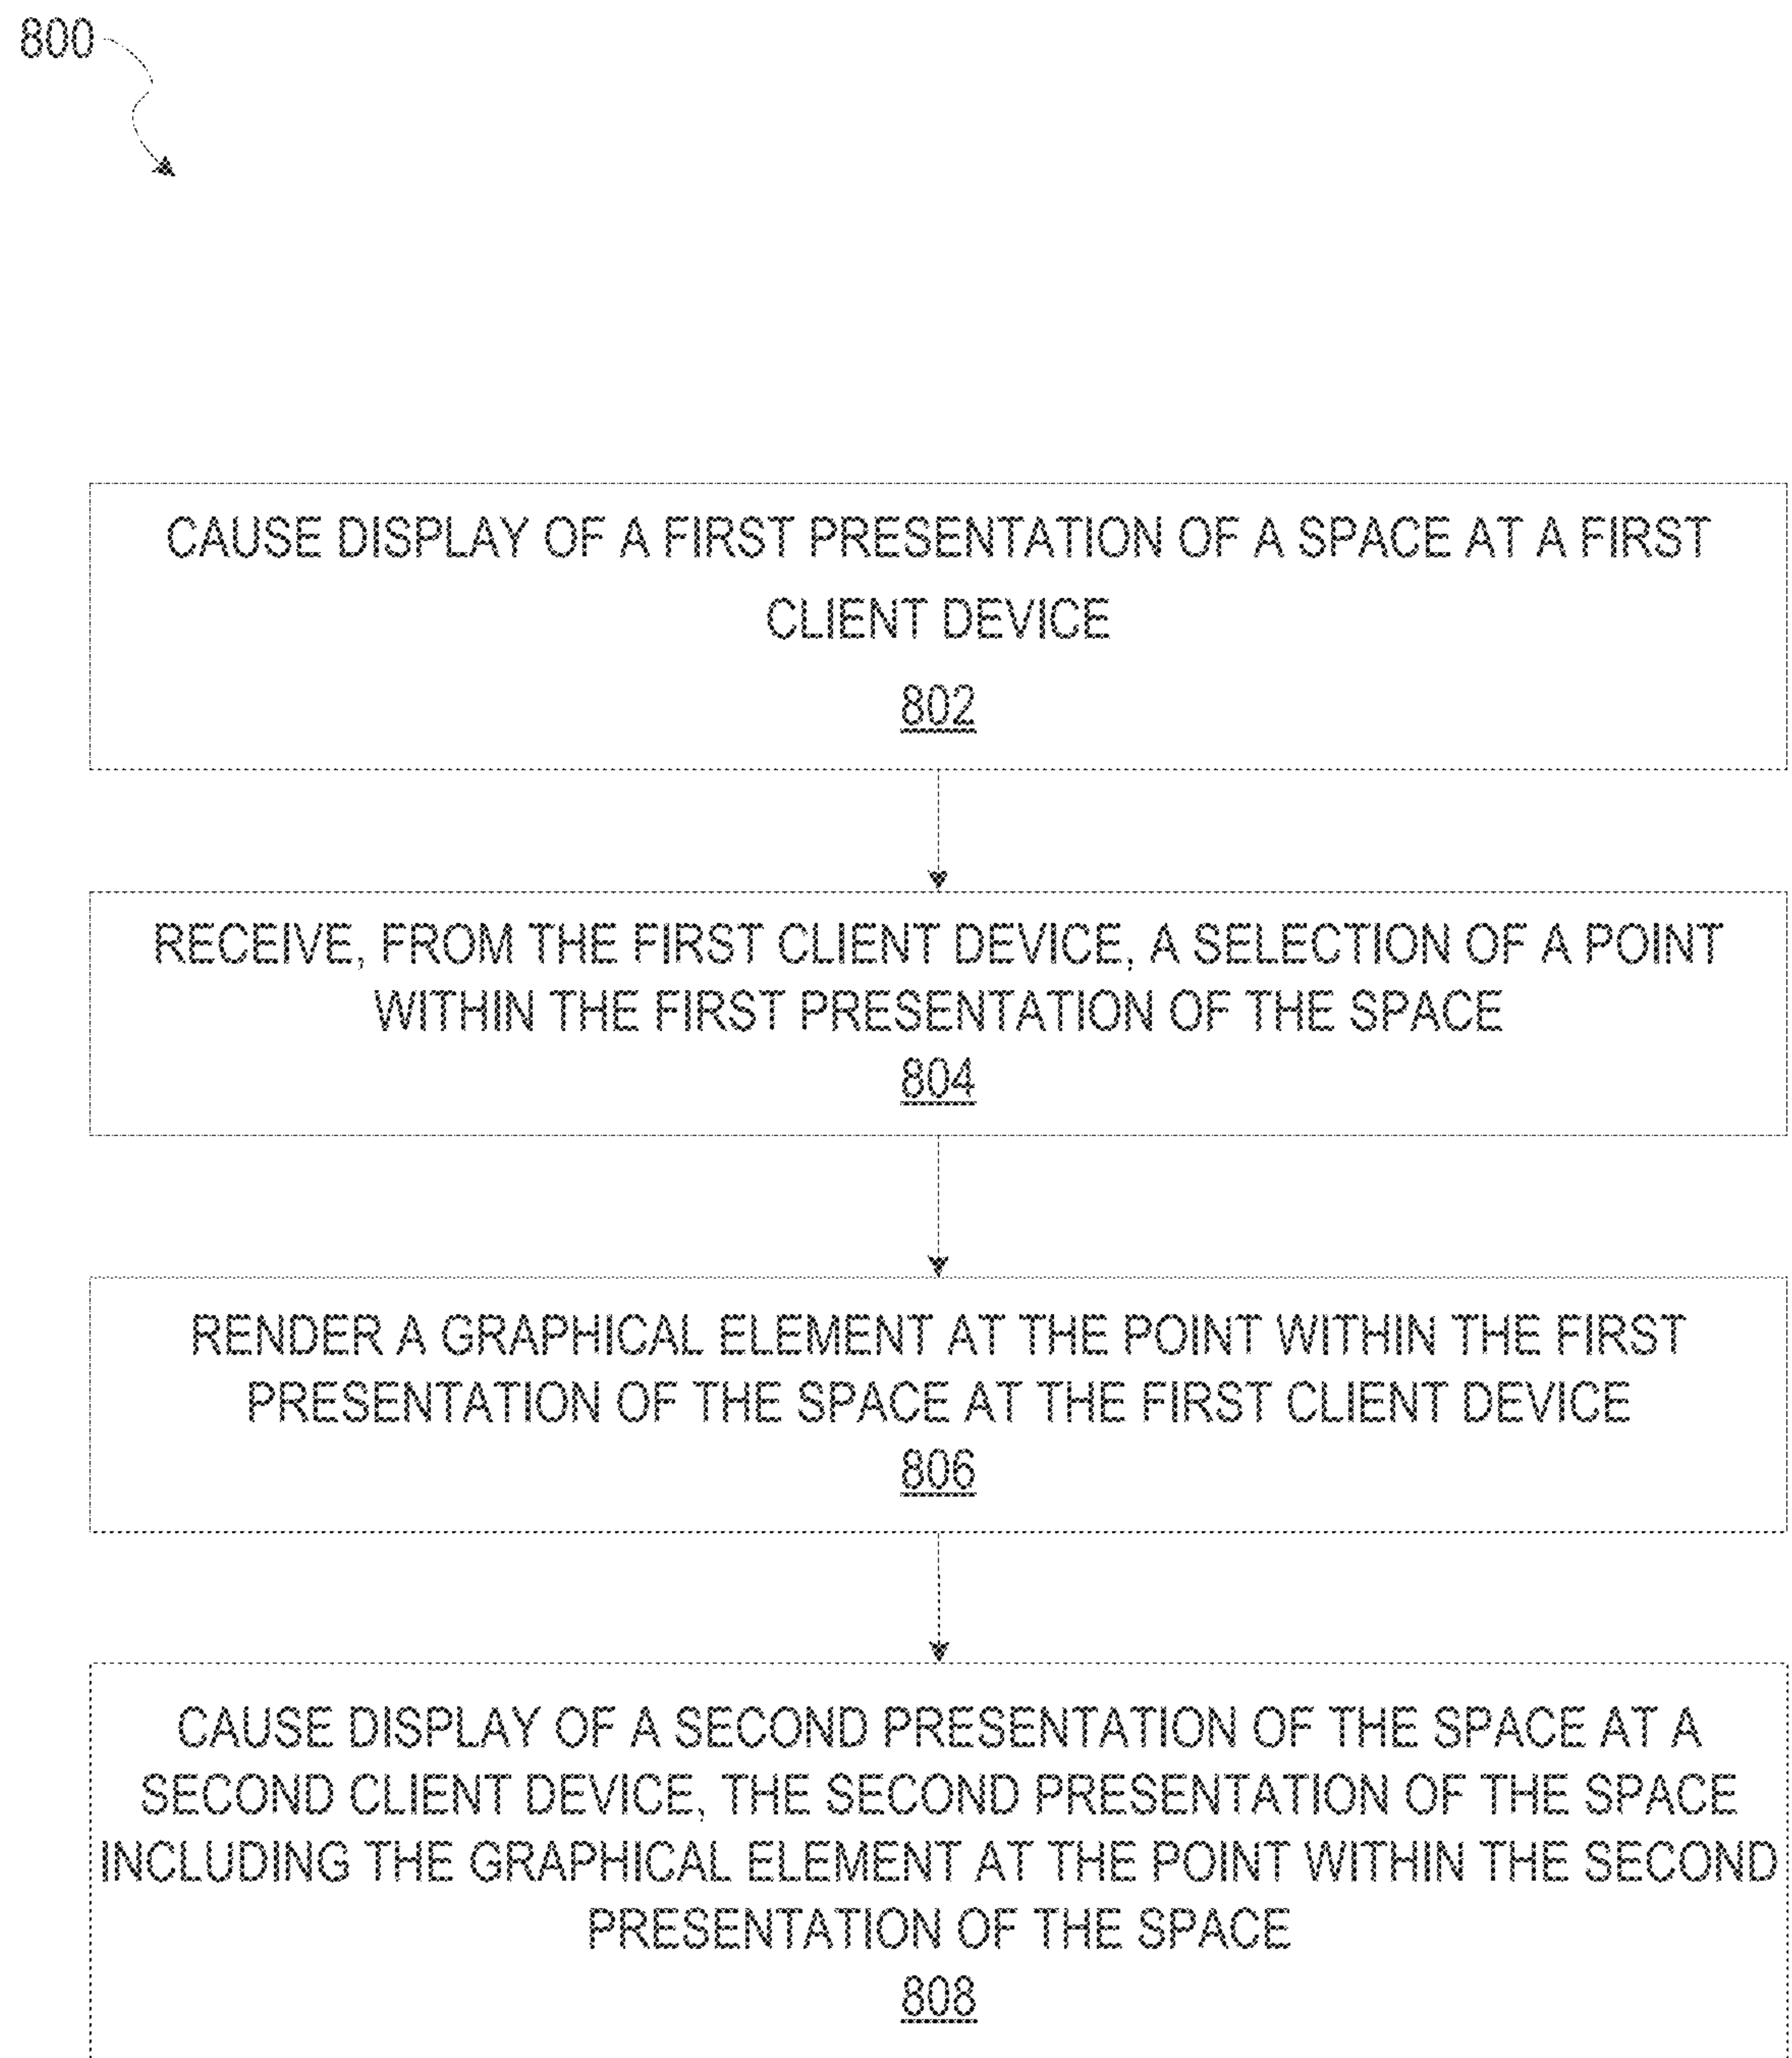 800
CAUSE DISPLAY OF A FIRST PRESENTATION OF A SPACE AT A FIRST
CLIENT DEVICE
802
RECEIVE, FROM THE FIRST CLIENT DEVICE, A SELECTION OF A POINT
WITHIN THE FIRST PRESENTATION OF THE SPACE
804
RENDER A GRAPHICAL ELEMENT AT THE POINT WITHIN THE FIRST
PRESENTATION OF THE SPACE AT THE FIRST CLIENT DEVICE
806
CAUSE DISPLAY OF A SECOND PRESENTATION OF THE SPACE AT A
SECOND CLIENT DEVICE, THE SECOND PRESENTATION OF THE SPACE
INCLUDING THE GRAPHICAL ELEMENT AT THE POINT WITHIN THE SECOND
PRESENTATION OF THE SPACE
808